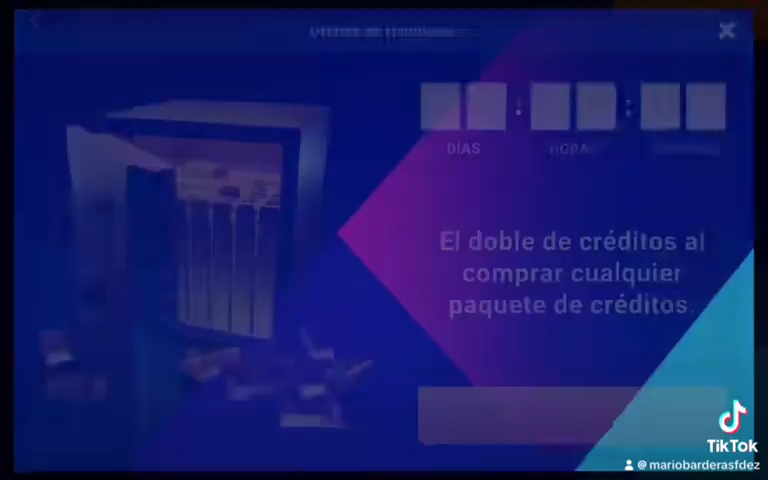 DÍAS
El doble de créditos al
comprar cualquier
paquete de créditos.
TikTok
@mariobarderasfdez